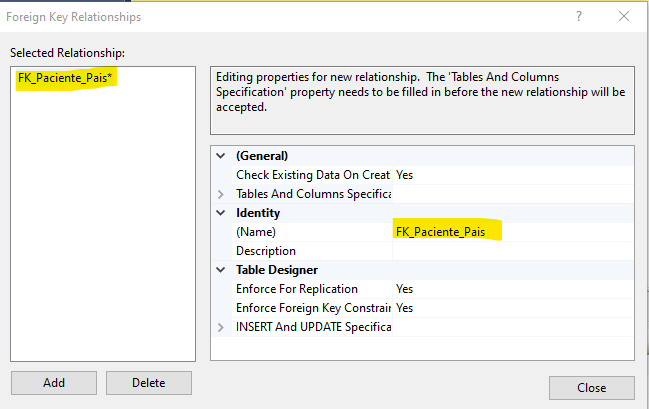 Foreign Key Relationships
? ✕
Selected Relationship:
FK_Paciente_Pais*
Editing properties for new relationship. The 'Tables And Columns
Specification' property needs to be filled in before the new relationship will be
accepted.
(General)
Check Existing Data On Creat Yes
Tables And Columns Specifica
Identity
(Name) FK_Paciente_Pais
Description
Table Designer
Enforce For Replication Yes
Enforce Foreign Key Constrain Yes
INSERT And UPDATE Specifica
Add
Delete
Close